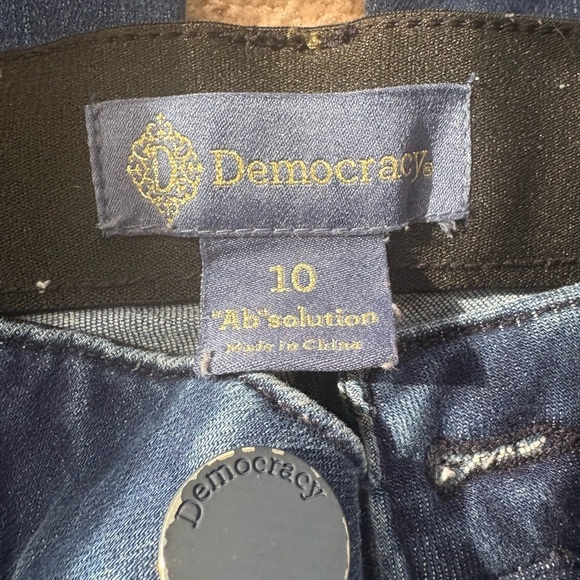 D Democracy®
10
"Ab"solution
Made in China
Democracy